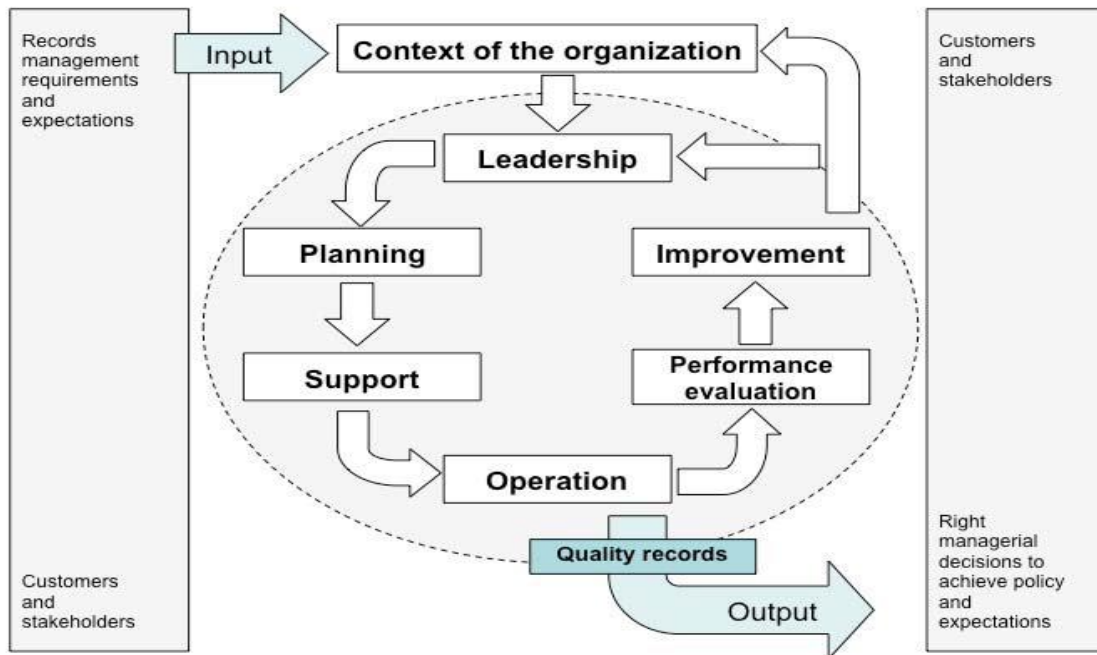 Records
management
requirements
and
expectations
Customers
and
stakeholders
Input
Context of the organization
Leadership
Planning
Support
Operation
Performance
evaluation
Improvement
Quality records
Output
Customers
and
stakeholders
Right
managerial
decisions to
achieve policy
and
expectations